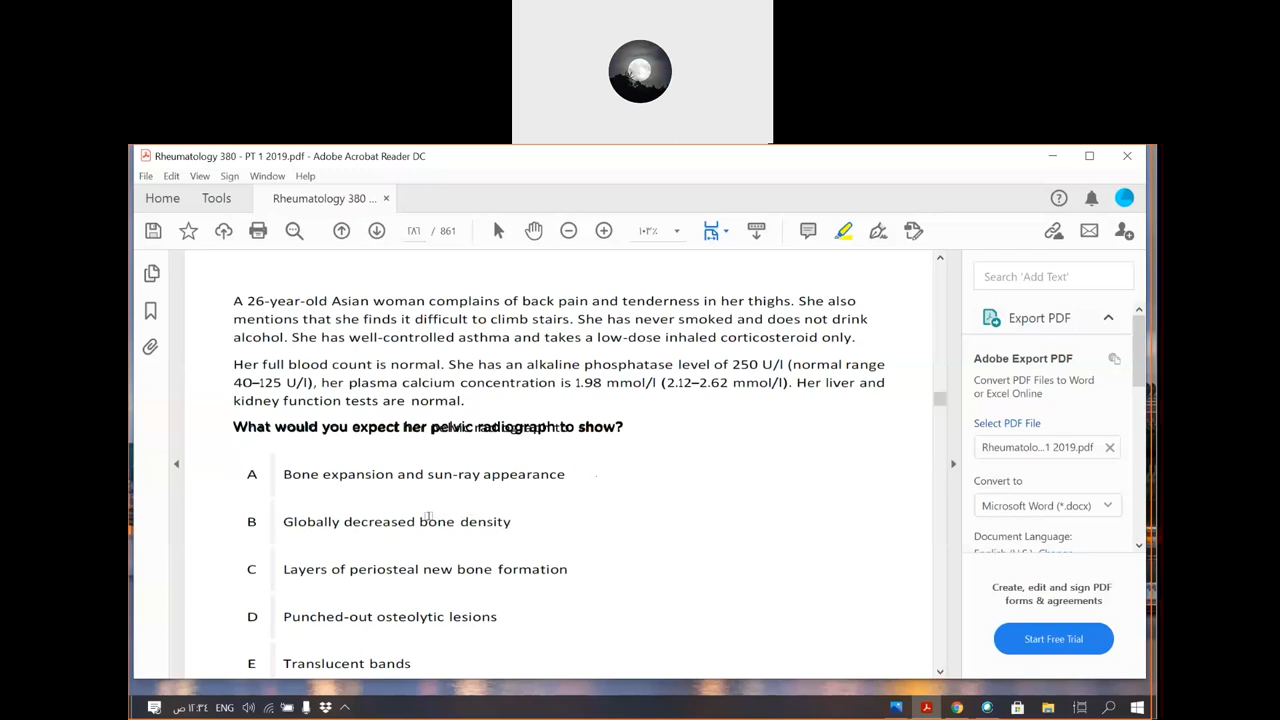 Rheumatology 380 - PT 1 2019.pdf - Adobe Acrobat Reader DC
File Edit View Sign Window Help
Home Tools Rheumatology 380 ... ×
٢٨٦ / 861 ١٠٣٪
Search 'Add Text'
A 26-year-old Asian woman complains of back pain and tenderness in her thighs. She also
mentions that she finds it difficult to climb stairs. She has never smoked and does not drink
alcohol. She has well-controlled asthma and takes a low-dose inhaled corticosteroid only.
Her full blood count is normal. She has an alkaline phosphatase level of 250 U/l (normal range
40–125 U/l), her plasma calcium concentration is 1.98 mmol/l (2.12–2.62 mmol/l). Her liver and
kidney function tests are normal.
What would you expect her pelvic radiograph to show?
A Bone expansion and sun-ray appearance
B Globally decreased bone density
C Layers of periosteal new bone formation
D Punched-out osteolytic lesions
E Translucent bands
Export PDF
Adobe Export PDF
Convert PDF Files to Word
or Excel Online
Select PDF File
Rheumatolo...1 2019.pdf
Convert to
Microsoft Word (*.docx)
Document Language:
English (U.S.) Change
Create, edit and sign PDF
forms & agreements
Start Free Trial
ص ١٢:٣٤ ENG